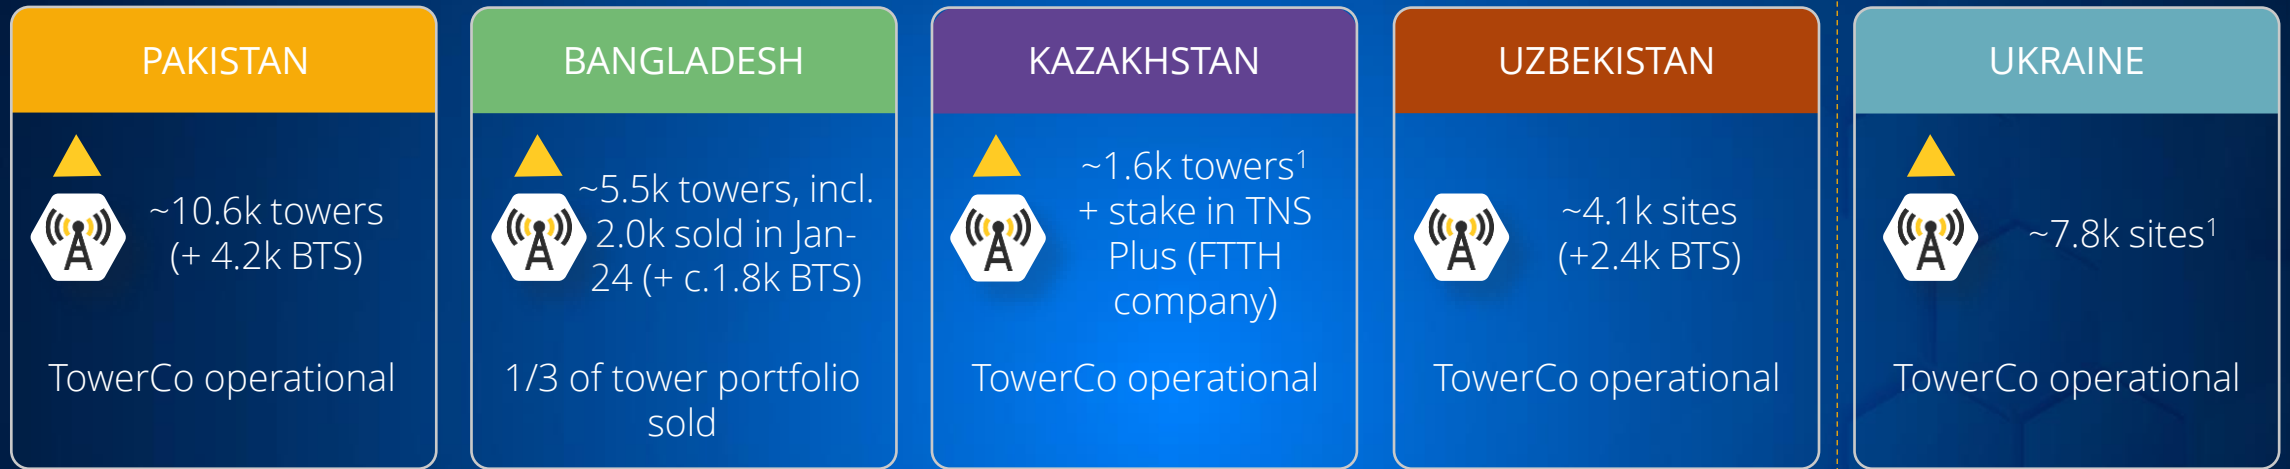 PAKISTAN
~10.6k towers
(+ 4.2k BTS)
TowerCo operational
BANGLADESH
~5.5k towers, incl.
2.0k sold in Jan-
24 (+ c.1.8k BTS)
1/3 of tower portfolio
sold
KAZAKHSTAN
~1.6k towers¹
+ stake in TNS
Plus (FTTH
company)
TowerCo operational
UZBEKISTAN
~4.1k sites
(+2.4k BTS)
TowerCo operational
UKRAINE
~7.8k sites¹
TowerCo operational